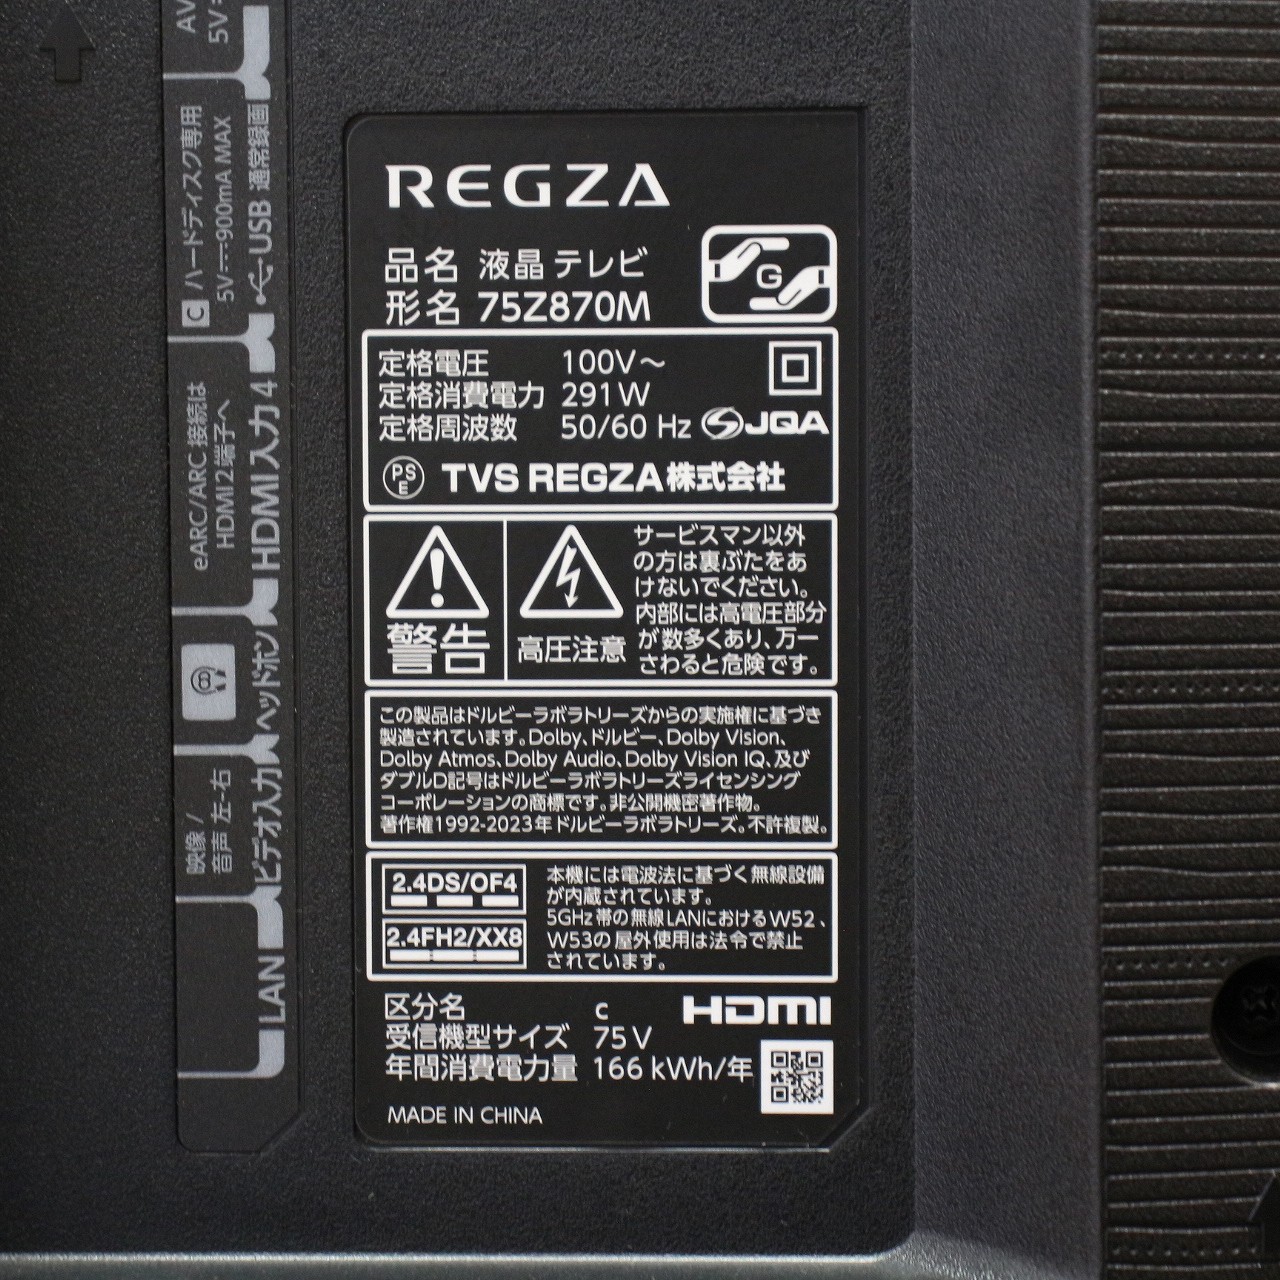 AV
5V
C ハードディスク専用
5V⎓900mA MAX
USB 通常録画
eARC/ARC 接続は
HDMI 2端子へ
HDMI 入力 4
ヘッドホン
映像 /
音声 左-右
ビデオ入力
LAN
REGZA
品名 液晶テレビ
形名 75Z870M
G
定格電圧 100V～
定格消費電力 291W
定格周波数 50/60 Hz
JQA
PS
E
TVS REGZA株式会社
警告
高圧注意
サービスマン以外
の方は裏ぶたをあ
けないでください。
内部には高電圧部分
が数多くあり、万一
さわると危険です。
この製品はドルビーラボラトリーズからの実施権に基づき
製造されています。Dolby、ドルビー、Dolby Vision、
Dolby Atmos、Dolby Audio、Dolby Vision IQ、及び
ダブルD記号はドルビーラボラトリーズライセンシング
コーポレーションの商標です。非公開機密著作物。
著作権1992-2023年ドルビーラボラトリーズ。不許複製。
2.4DS/OF4
2.4FH2/XX8
本機には電波法に基づく無線設備
が内蔵されています。
5GHz帯の無線LANにおけるW52、
W53の屋外使用は法令で禁止
されています。
区分名 c
HDMI
受信機型サイズ 75V
年間消費電力量 166 kWh/年
MADE IN CHINA